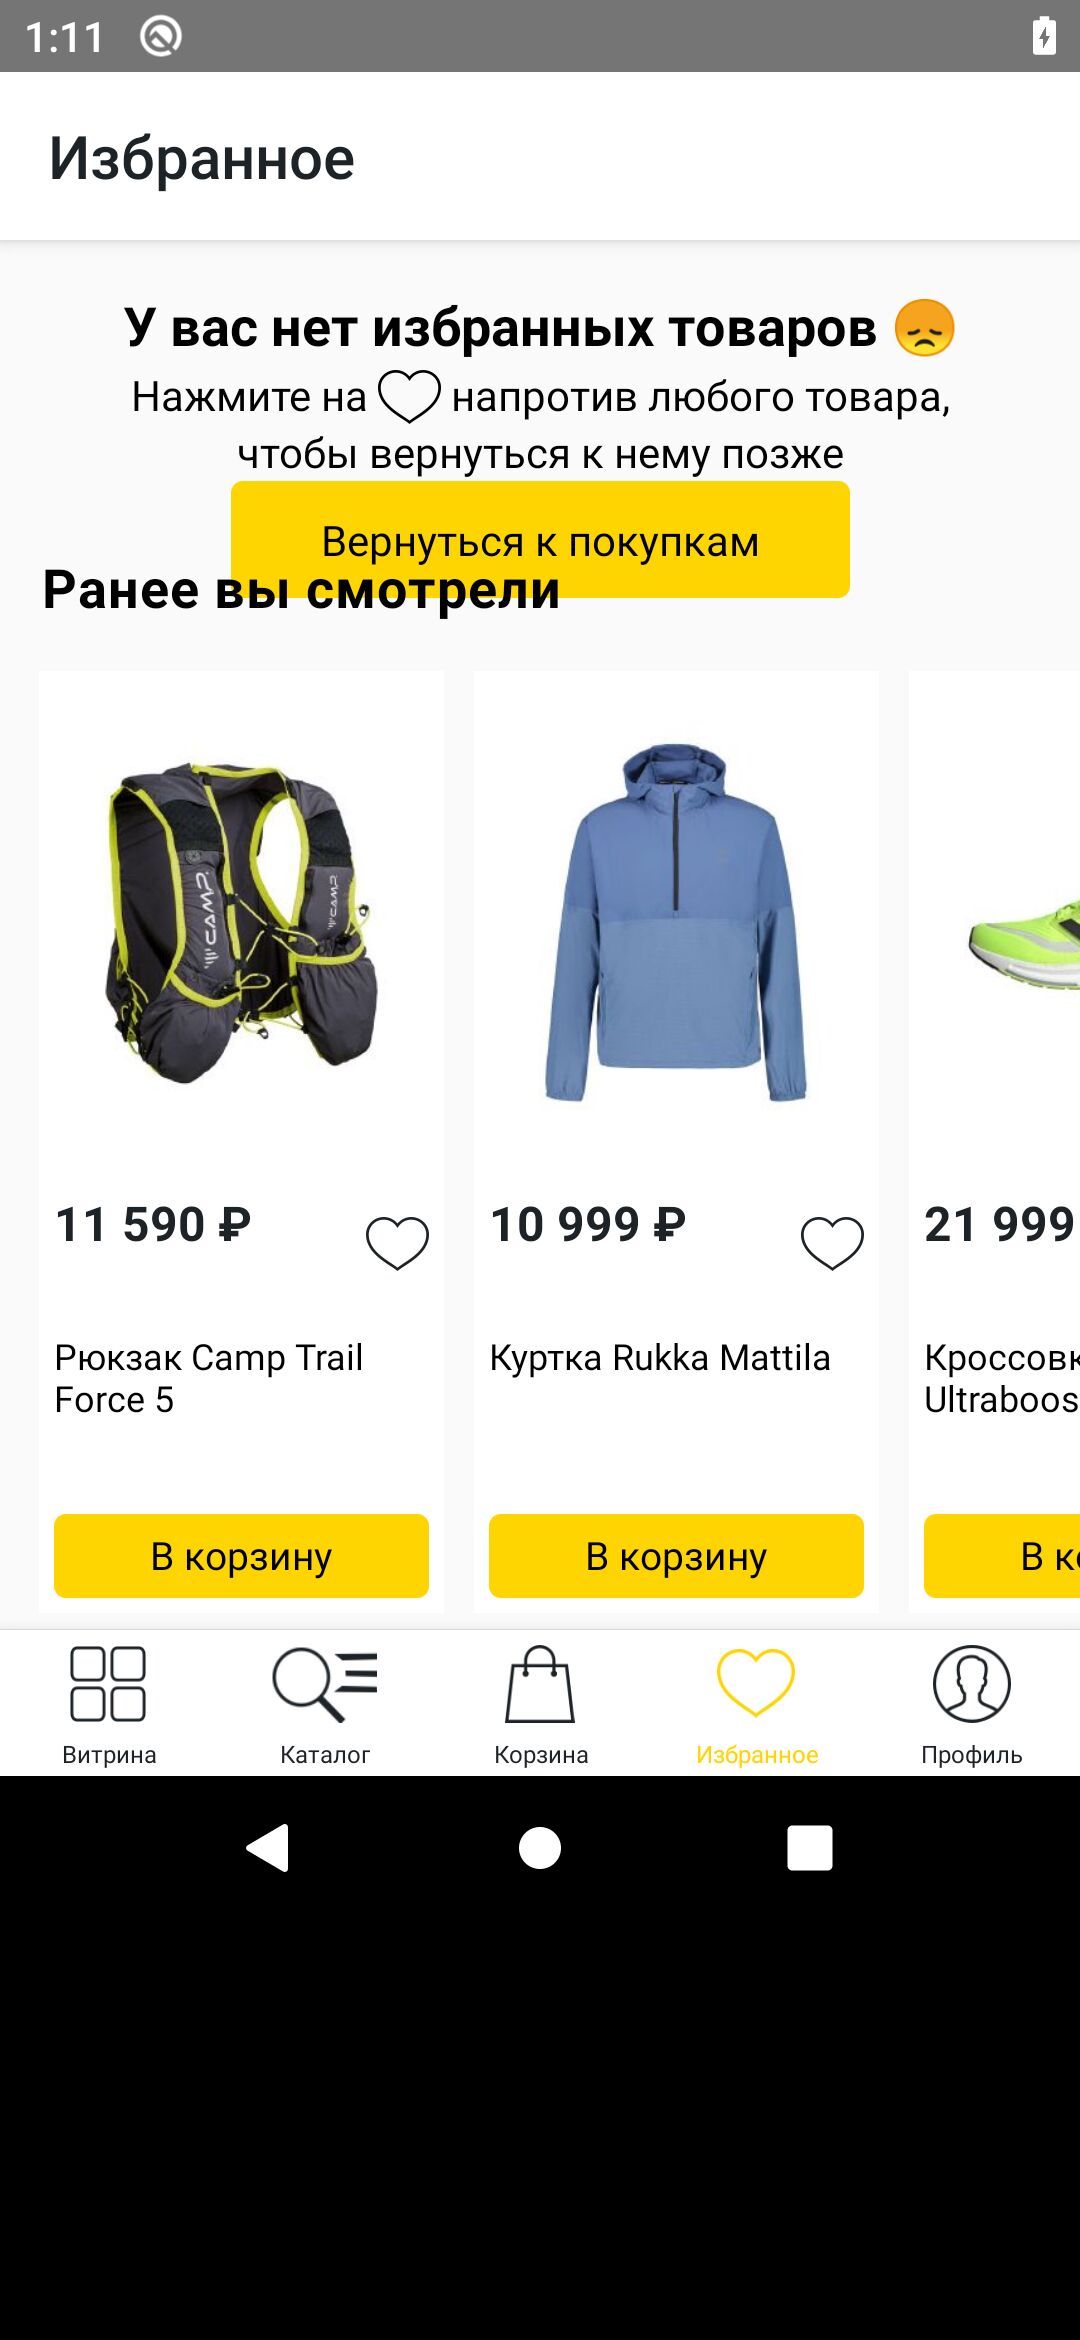 1:11
Избранное
У вас нет избранных товаров 😞
Нажмите на ♡ напротив любого товара,
чтобы вернуться к нему позже
Вернуться к покупкам
Ранее вы смотрели
CAMP
CAMP
11 590 ₽
10 999 ₽
21 999
Рюкзак Camp Trail
Force 5
Куртка Rukka Mattila
Кроссовк
Ultraboos
В корзину
В корзину
В к
Витрина
Каталог
Корзина
Избранное
Профиль